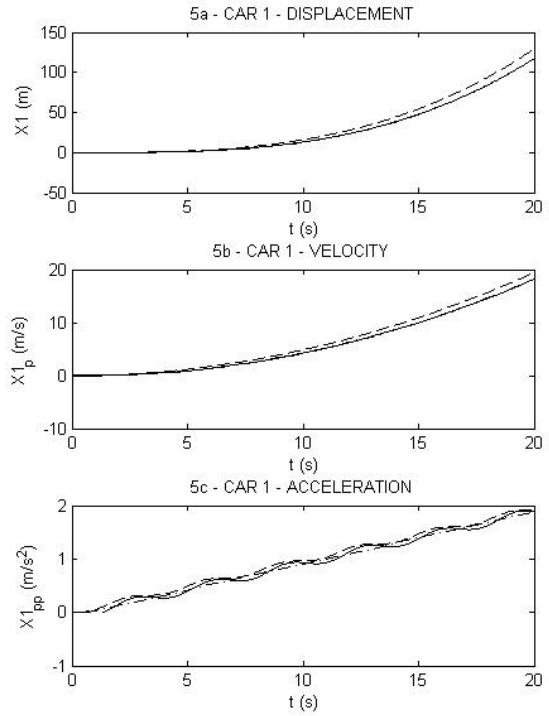 5a - CAR 1 - DISPLACEMENT
150
100
50
0
-50
X1 (m)
0 5 10 15 20
t (s)
5b - CAR 1 - VELOCITY
20
10
0
-10
X1p (m/s)
0 5 10 15 20
t (s)
5c - CAR 1 - ACCELERATION
2
1
0
-1
X1pp (m/s²)
0 5 10 15 20
t (s)